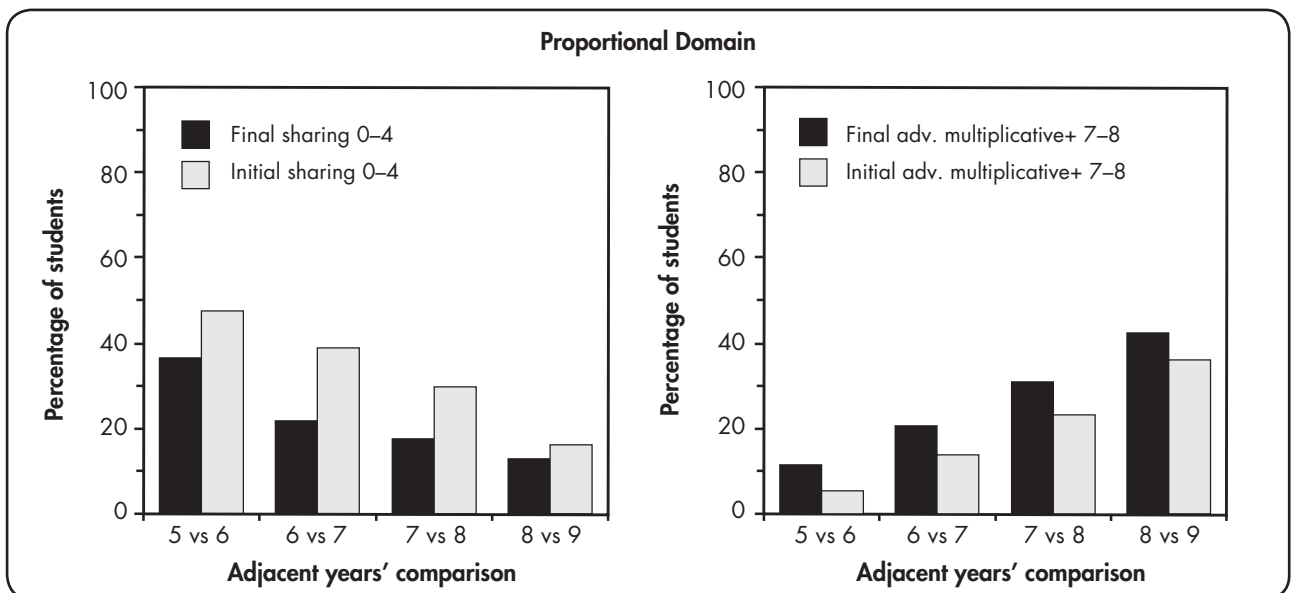 Proportional Domain
100
80
60
40
20
0
Percentage of students
Final sharing 0–4
Initial sharing 0–4
5 vs 6
6 vs 7
7 vs 8
8 vs 9
Adjacent years’ comparison
100
80
60
40
20
0
Percentage of students
Final adv. multiplicative+ 7–8
Initial adv. multiplicative+ 7–8
5 vs 6
6 vs 7
7 vs 8
8 vs 9
Adjacent years’ comparison